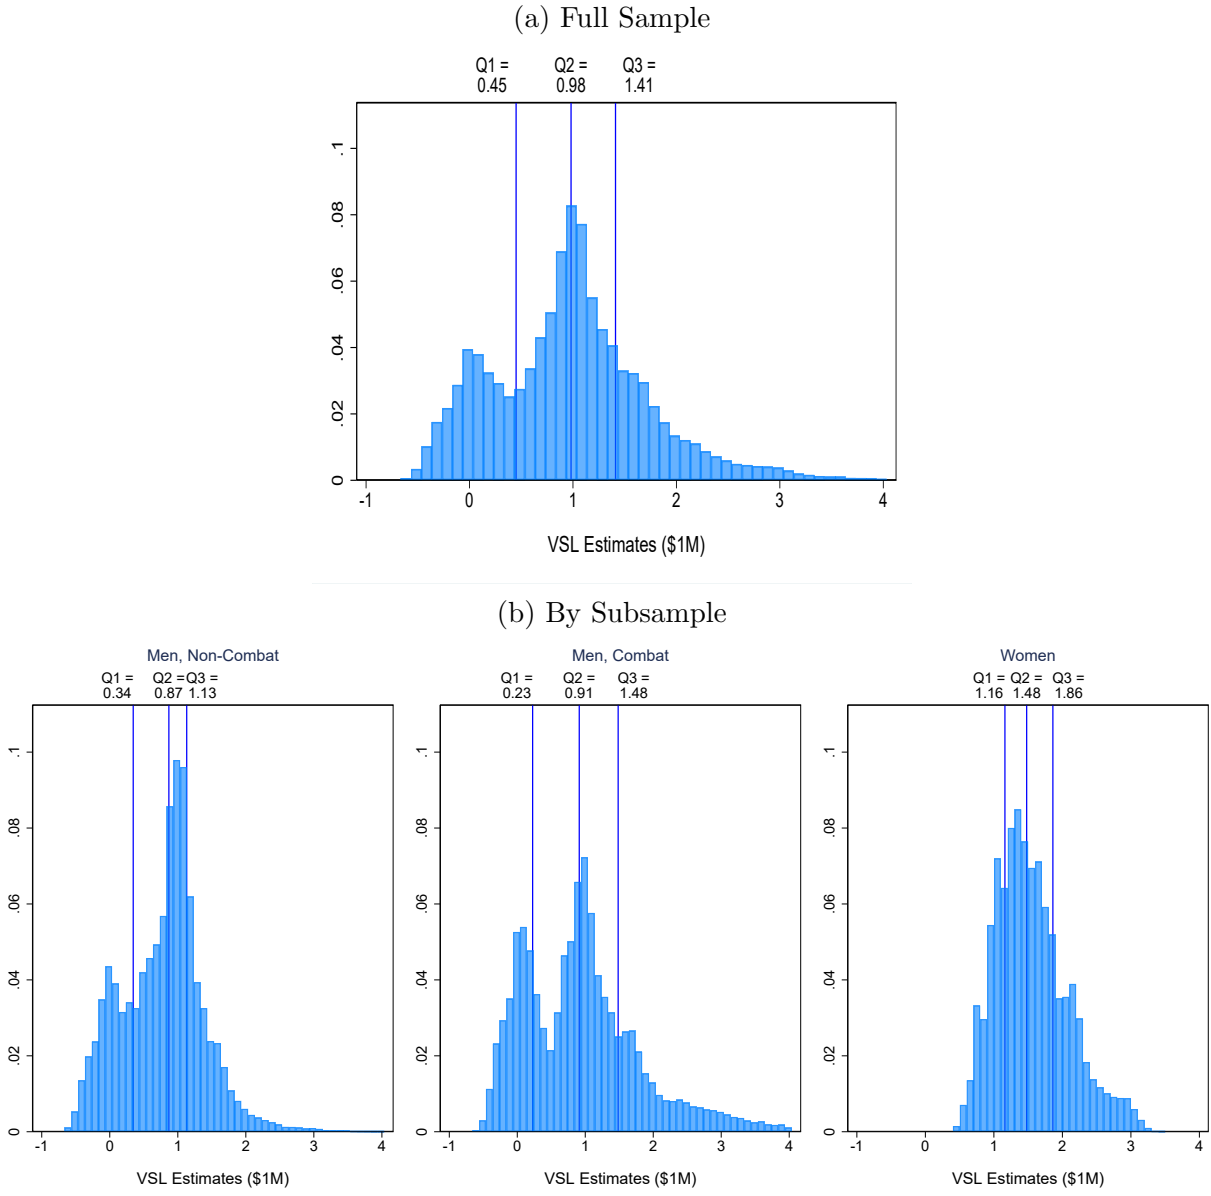 (a) Full Sample
Q1 = Q2 = Q3 =
0.45 0.98 1.41
.1
.08
.06
.04
.02
0
-1 0 1 2 3 4
VSL Estimates ($1M)
(b) By Subsample
Men, Non-Combat
Q1 = Q2 = Q3 =
0.34 0.87 1.13
.1
.08
.06
.04
.02
0
-1 0 1 2 3 4
VSL Estimates ($1M)
Men, Combat
Q1 = Q2 = Q3 =
0.23 0.91 1.48
.1
.08
.06
.04
.02
0
-1 0 1 2 3 4
VSL Estimates ($1M)
Women
Q1 = Q2 = Q3 =
1.16 1.48 1.86
.1
.08
.06
.04
.02
0
-1 0 1 2 3 4
VSL Estimates ($1M)